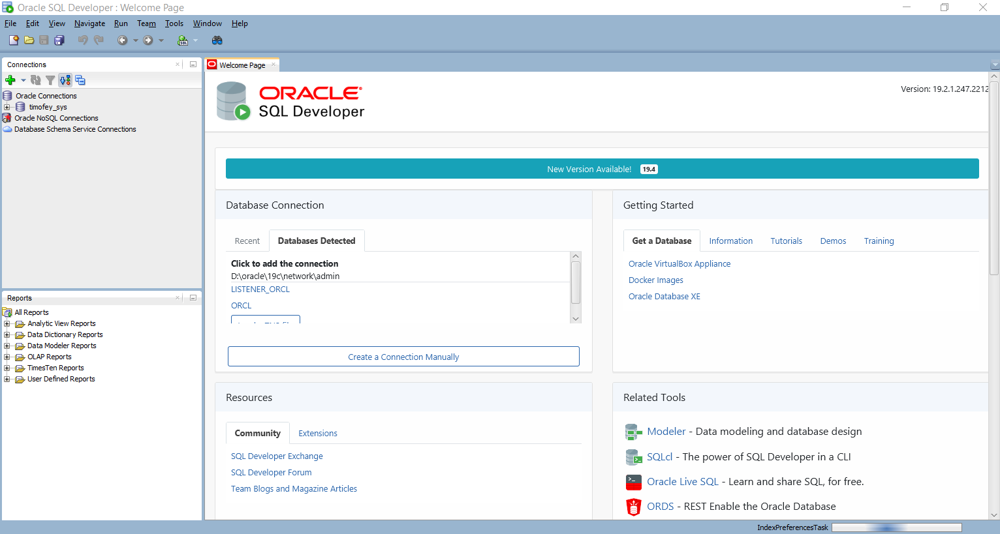 Oracle SQL Developer : Welcome Page
File Edit View Navigate Run Team Tools Window Help
SQL
Connections
Oracle Connections
timofey_sys
Oracle NoSQL Connections
Database Schema Service Connections
Reports
All Reports
Analytic View Reports
Data Dictionary Reports
Data Modeler Reports
OLAP Reports
TimesTen Reports
User Defined Reports
Welcome Page
ORACLE
SQL Developer
Version: 19.2.1.247.2212
New Version Available! 19.4
Database Connection
Recent Databases Detected
Click to add the connection
D:\oracle\19c\network\admin
LISTENER_ORCL
ORCL
Create a Connection Manually
Getting Started
Get a Database Information Tutorials Demos Training
Oracle VirtualBox Appliance
Docker Images
Oracle Database XE
Resources
Community Extensions
SQL Developer Exchange
SQL Developer Forum
Team Blogs and Magazine Articles
Related Tools
Modeler - Data modeling and database design
SQLcl - The power of SQL Developer in a CLI
Oracle Live SQL - Learn and share SQL, for free.
ORDS - REST Enable the Oracle Database
IndexPreferencesTask